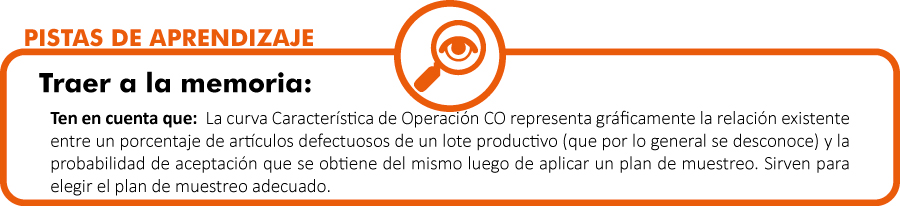 PISTAS DE APRENDIZAJE
Traer a la memoria:
Ten en cuenta que: La curva Característica de Operación CO representa gráficamente la relación existente
entre un porcentaje de artículos defectuosos de un lote productivo (que por lo general se desconoce) y la
probabilidad de aceptación que se obtiene del mismo luego de aplicar un plan de muestreo. Sirven para
elegir el plan de muestreo adecuado.